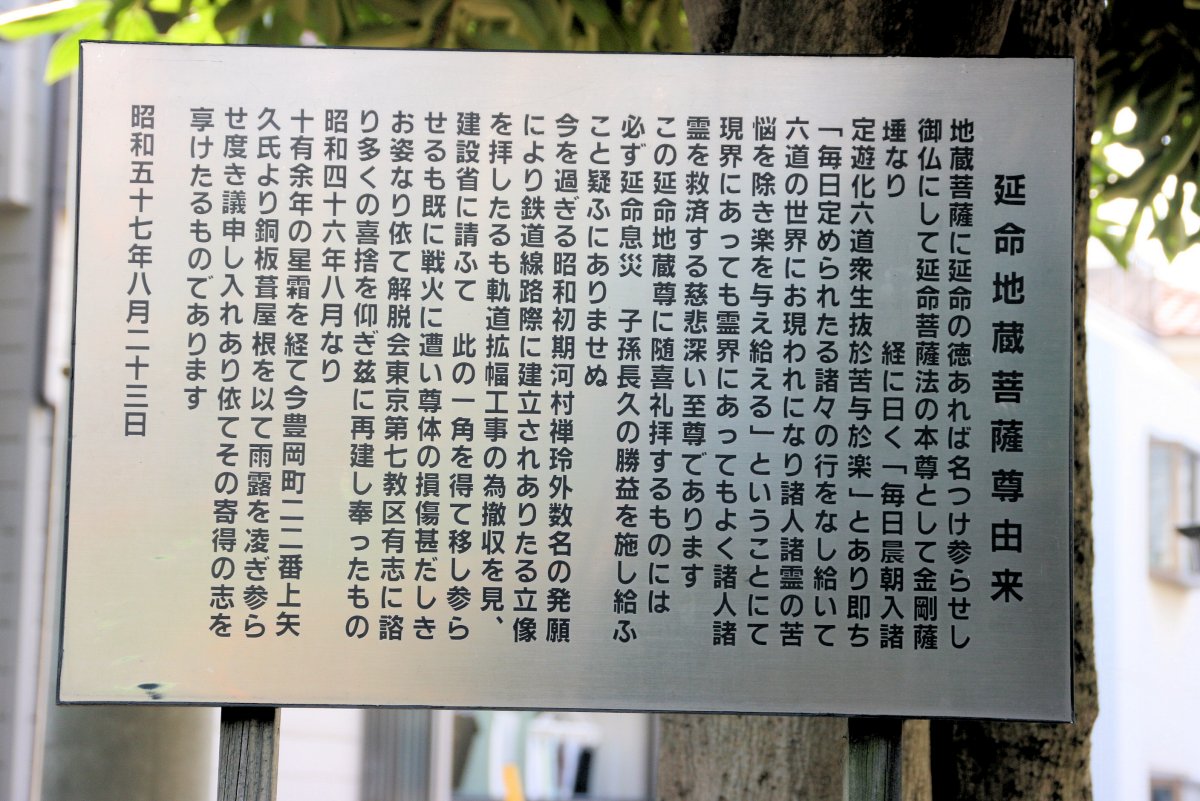 延命地蔵菩薩尊由来
地蔵菩薩に延命の徳あれば名つけ参らせし
御仏にして延命菩薩法の本尊として金剛薩
埵なり　　　　経に曰く「毎日晨朝入諸
定遊化六道衆生抜於苦与於楽」とあり即ち
「毎日定められたる諸々の行をなし給いて
六道の世界にお現われになり諸人諸霊の苦
悩を除き楽を与え給える」ということにて
現界にあっても霊界にあってもよく諸人諸
霊を救済する慈悲深い至尊であります
この延命地蔵尊に随喜礼拝するものには
必ず延命息災　子孫長久の勝益を施し給ふ
こと疑ふにありませぬ
今を過ぎる昭和初期河村禅玲外数名の発願
により鉄道線路際に建立されありたる立像
を拝したるも軌道拡幅工事の為撤収を見、
建設省に請ふて　此の一角を得て移し参ら
せるも既に戦火に遭い尊体の損傷甚だしき
お姿なり依て解脱会東京第七教区有志に諮
り多くの喜捨を仰ぎ茲に再建し奉ったもの
昭和四十六年八月なり
十有余年の星霜を経て今豊岡町二二番上矢
久氏より銅板葺屋根を以て雨露を凌ぎ参ら
せ度き議申し入れあり依てその寄得の志を
享けたるものであります
昭和五十七年八月二十三日